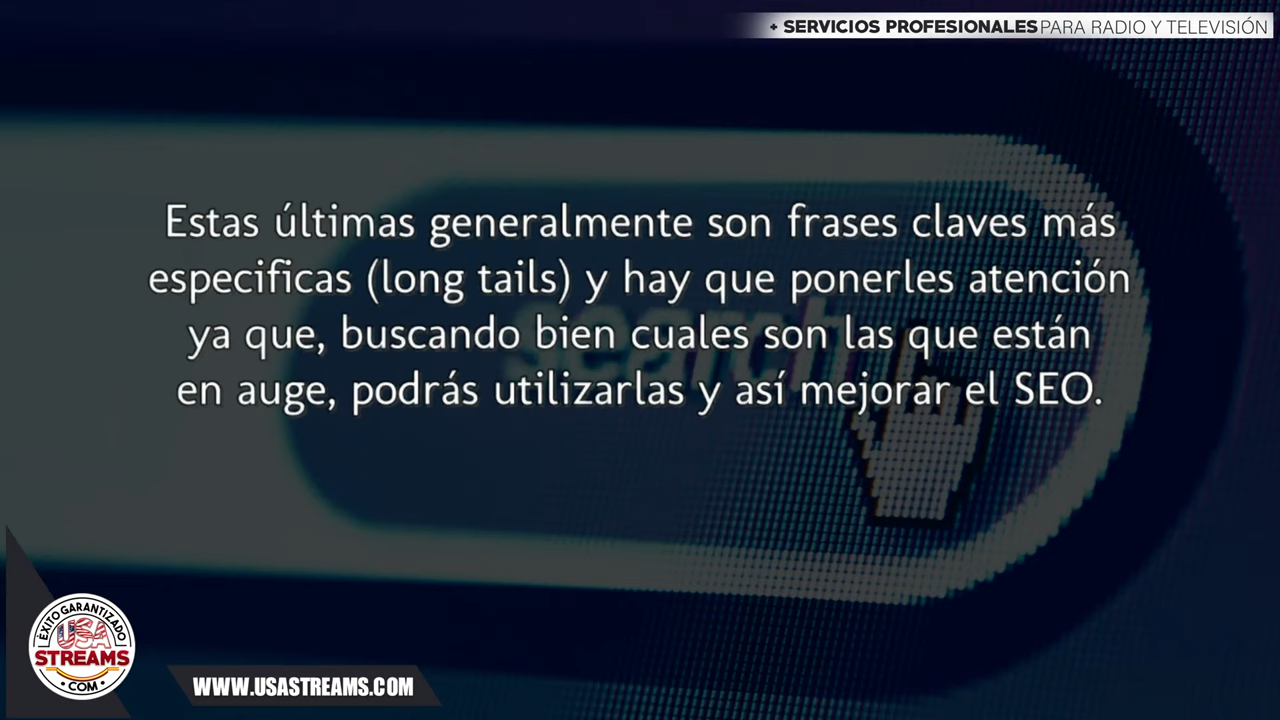 + SERVICIOS PROFESIONALES PARA RADIO Y TELEVISIÓN
Estas últimas generalmente son frases claves más
especificas (long tails) y hay que ponerles atención
ya que, buscando bien cuales son las que están
en auge, podrás utilizarlas y así mejorar el SEO.
search
ÉXITO GARANTIZADO
USA
STREAMS
• COM •
WWW.USASTREAMS.COM